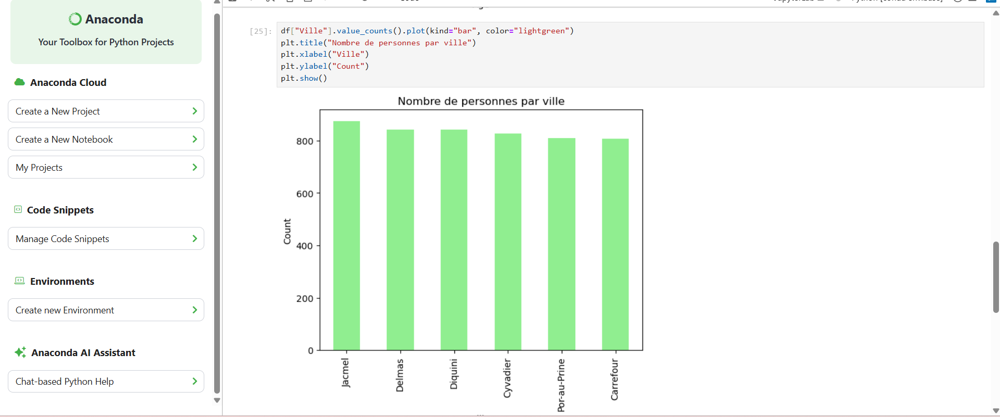 Anaconda
Your Toolbox for Python Projects
Anaconda Cloud
Create a New Project
Create a New Notebook
My Projects
Code Snippets
Manage Code Snippets
Environments
Create new Environment
Anaconda AI Assistant
Chat-based Python Help
[25]:
df["Ville"].value_counts().plot(kind="bar", color="lightgreen")
plt.title("Nombre de personnes par ville")
plt.xlabel("Ville")
plt.ylabel("Count")
plt.show()
Nombre de personnes par ville
800
600
400
200
0
Count
Jacmel
Delmas
Diquini
Cyvadier
Por-au-Prine
Carrefour